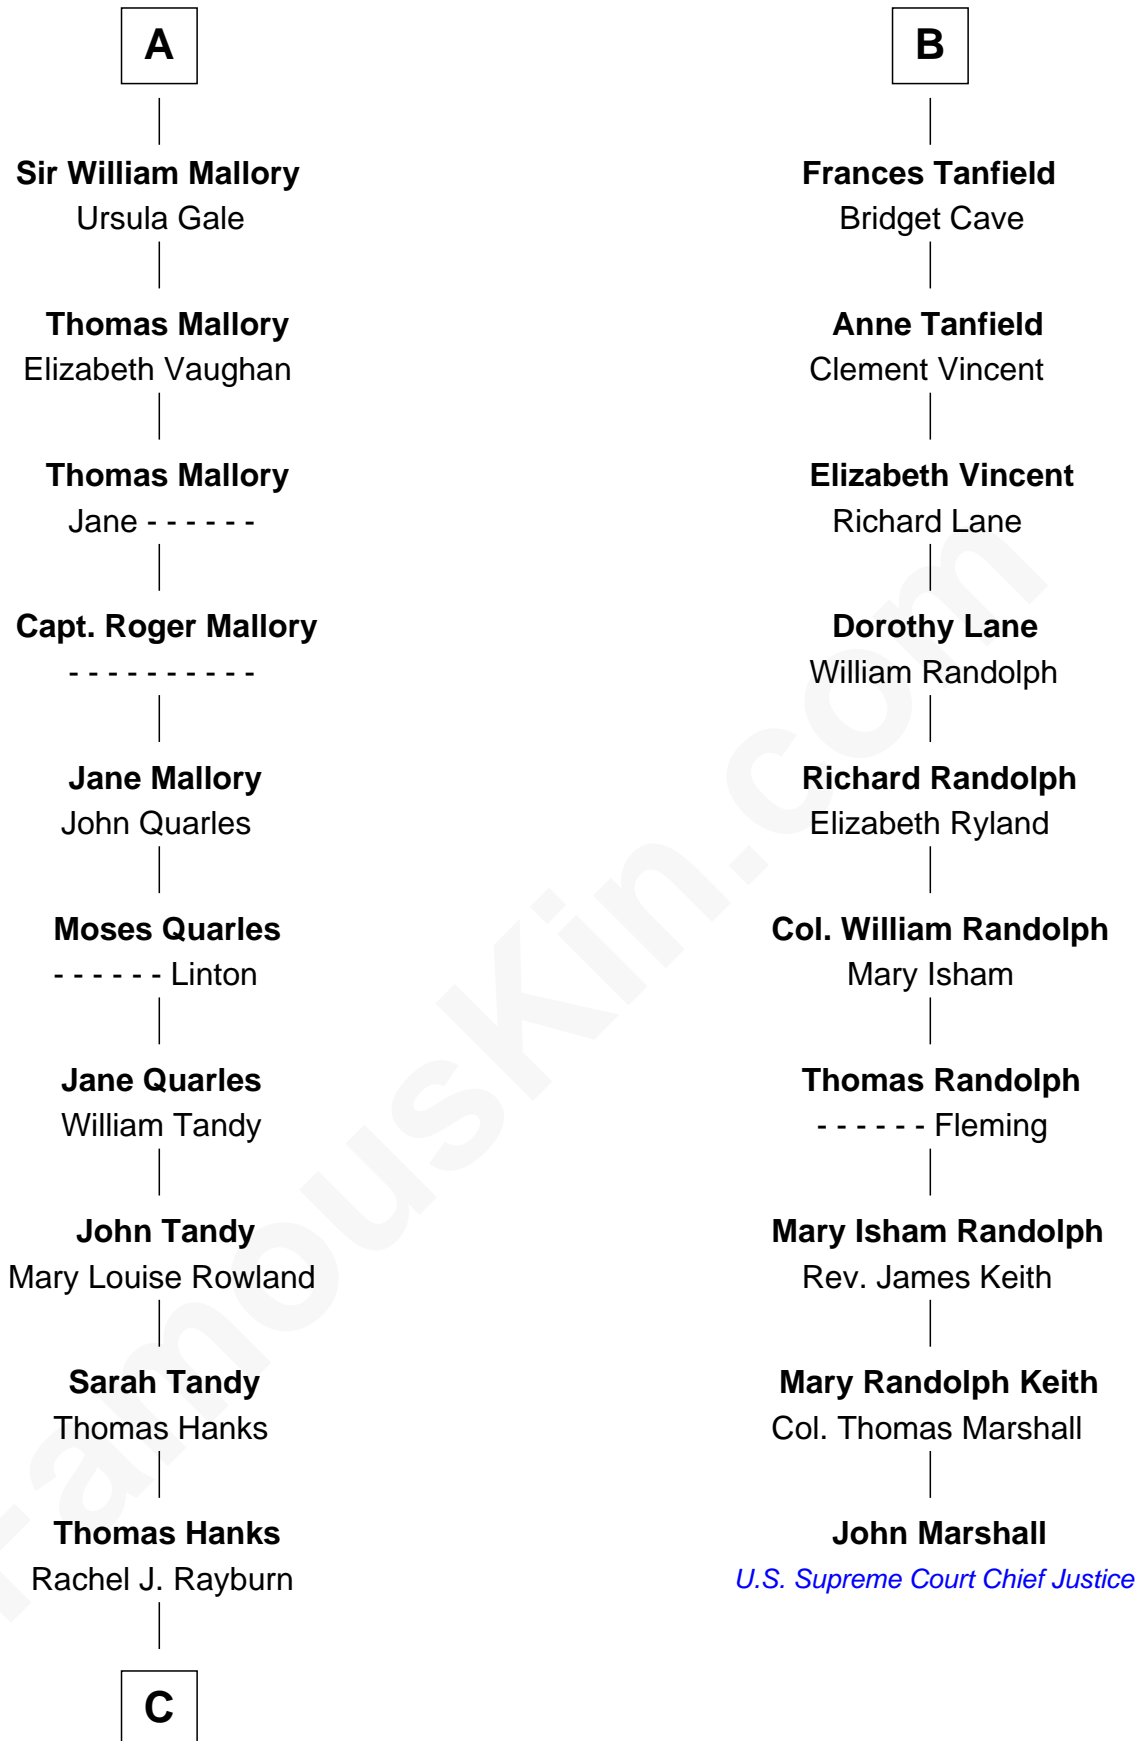 A
Sir William Mallory
Ursula Gale
Thomas Mallory
Elizabeth Vaughan
Thomas Mallory
Jane - - - - - -
Capt. Roger Mallory
- - - - - - - - - -
Jane Mallory
John Quarles
Moses Quarles
- - - - - - Linton
Jane Quarles
William Tandy
John Tandy
Mary Louise Rowland
Sarah Tandy
Thomas Hanks
Thomas Hanks
Rachel J. Rayburn
C
B
Frances Tanfield
Bridget Cave
Anne Tanfield
Clement Vincent
Elizabeth Vincent
Richard Lane
Dorothy Lane
William Randolph
Richard Randolph
Elizabeth Ryland
Col. William Randolph
Mary Isham
Thomas Randolph
- - - - - - Fleming
Mary Isham Randolph
Rev. James Keith
Mary Randolph Keith
Col. Thomas Marshall
John Marshall
U.S. Supreme Court Chief Justice
FamousKin.com